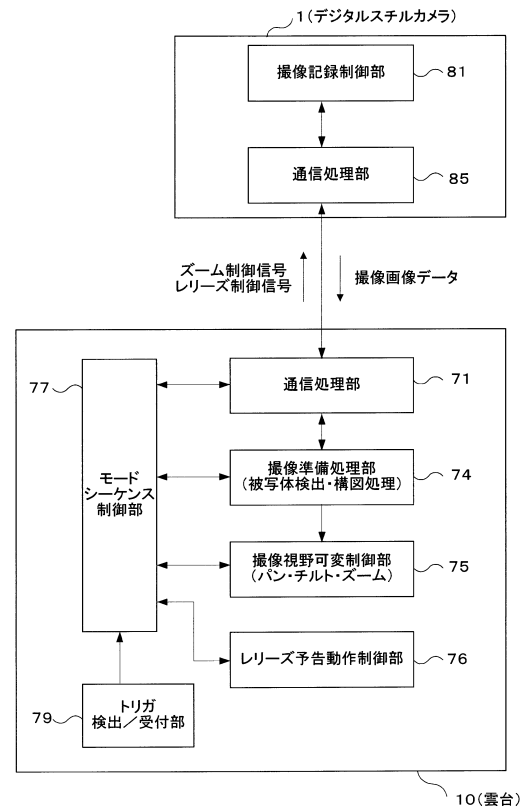 1(デジタルスチルカメラ)
撮像記録制御部
81
通信処理部
85
ズーム制御信号
レリーズ制御信号
撮像画像データ
77
モード
シーケンス
制御部
通信処理部
71
撮像準備処理部
(被写体検出・構図処理)
74
撮像視野可変制御部
(パン・チルト・ズーム)
75
レリーズ予告動作制御部
76
79
トリガ
検出/受付部
10(雲台)